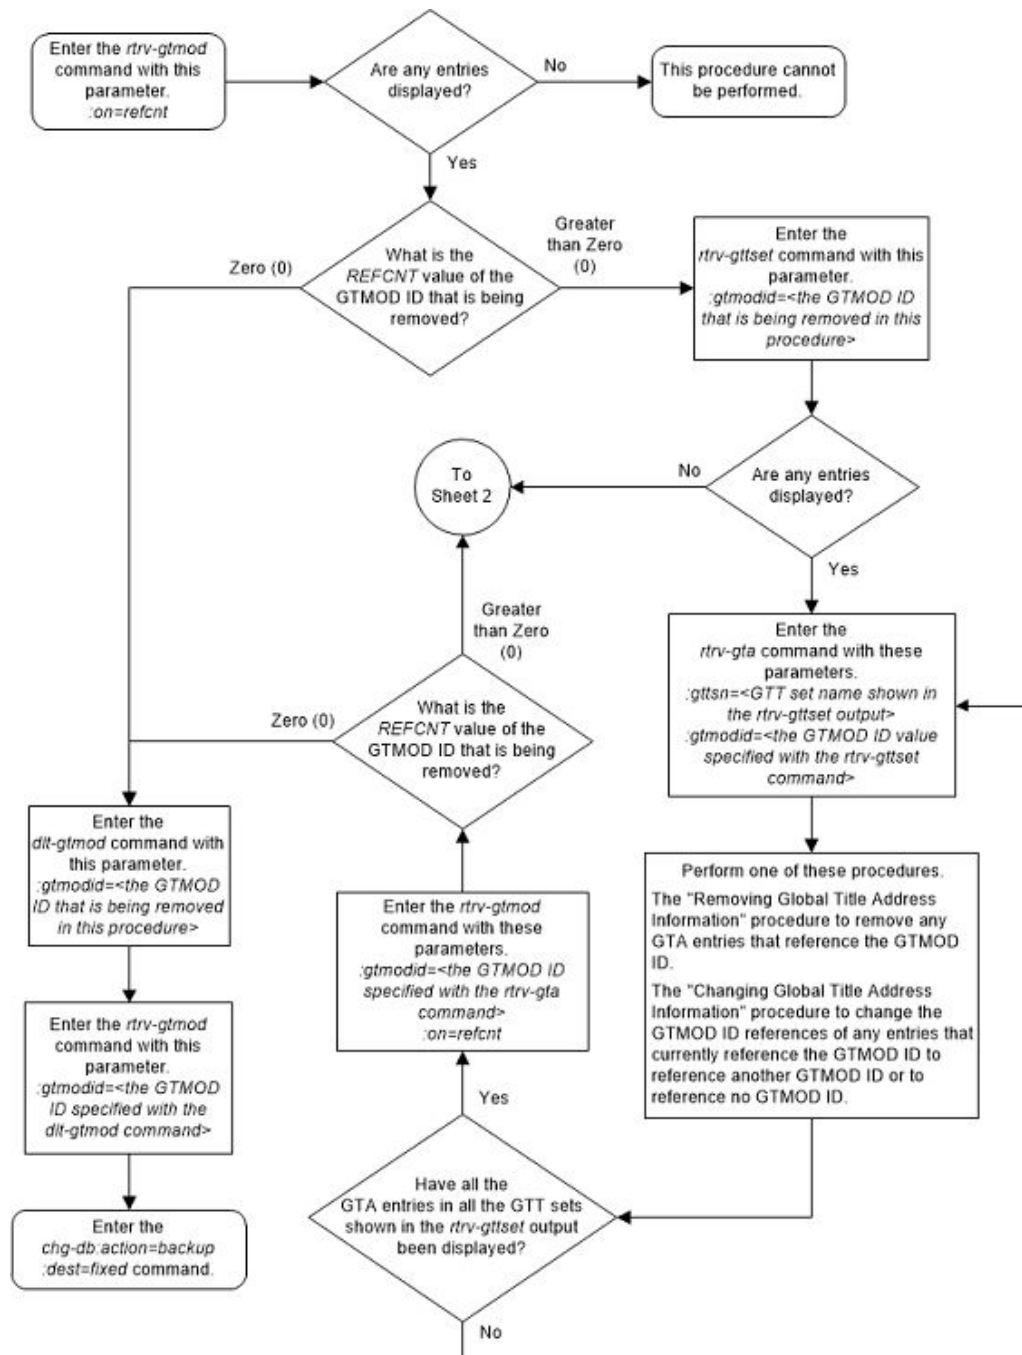 Enter the rtrv-gtmod
command with this
parameter.
:on=refcnt
Are any entries
displayed?
No
This procedure cannot
be performed.
Yes
What is the
REFCNT value of the
GTMOD ID that is being
removed?
Zero (0)
Greater
than Zero
(0)
Enter the
rtrv-gttset command with this
parameter.
:gtmodid=<the GTMOD ID
that is being removed in this
procedure>
Are any entries
displayed?
No
To
Sheet 2
Yes
Enter the
rtrv-gta command with these
parameters.
:gttsn=<GTT set name shown in
the rtrv-gttset output>
:gtmodid=<the GTMOD ID value
specified with the rtrv-gttset
command>
Perform one of these procedures.
The "Removing Global Title Address
Information" procedure to remove any
GTA entries that reference the GTMOD
ID.
The "Changing Global Title Address
Information" procedure to change the
GTMOD ID references of any entries that
currently reference the GTMOD ID to
reference another GTMOD ID or to
reference no GTMOD ID.
Have all the
GTA entries in all the GTT sets
shown in the rtrv-gttset output
been displayed?
No
Yes
Enter the rtrv-gtmod
command with these
parameters.
:gtmodid=<the GTMOD ID
specified with the rtrv-gta
command>
:on=refcnt
What is the
REFCNT value of the
GTMOD ID that is being
removed?
Greater
than Zero
(0)
Zero (0)
Enter the
dlt-gtmod command with
this parameter.
:gtmodid=<the GTMOD
ID that is being removed
in this procedure>
Enter the rtrv-gtmod
command with this
parameter.
:gtmodid=<the GTMOD
ID specified with the
dlt-gtmod command>
Enter the
chg-db:action=backup
:dest=fixed command.